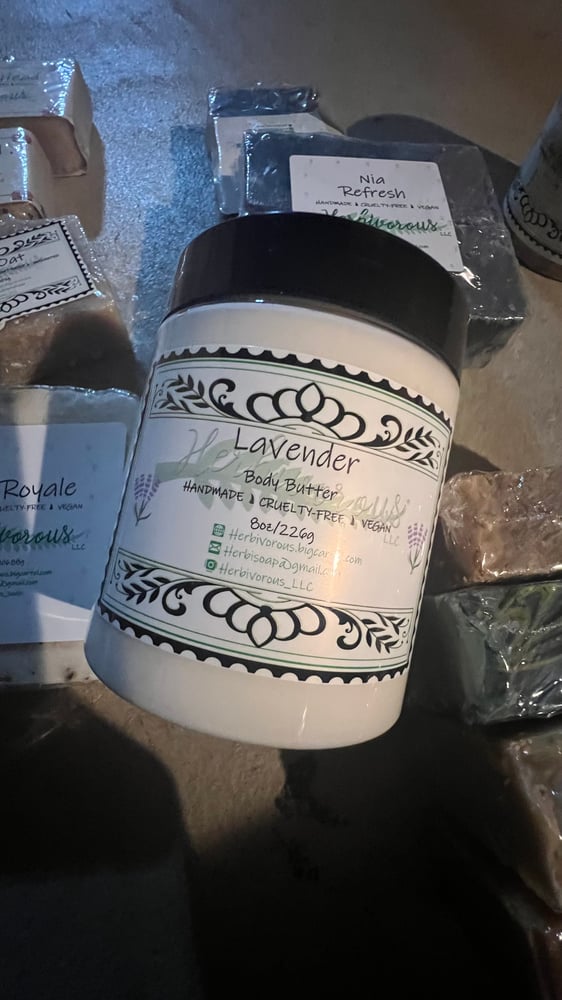 Nia
Refresh
HANDMADE & CRUELTY-FREE & VEGAN
Herbivorous
LLC
Oat
Royale
LLC
Herbivorous
LLC
Lavender
Body Butter
HANDMADE CRUELTY-FREE VEGAN
8oz/226g
Herbivorous.bigcartel.com
Herbisoap@gmail.com
Herbivorous_LLC